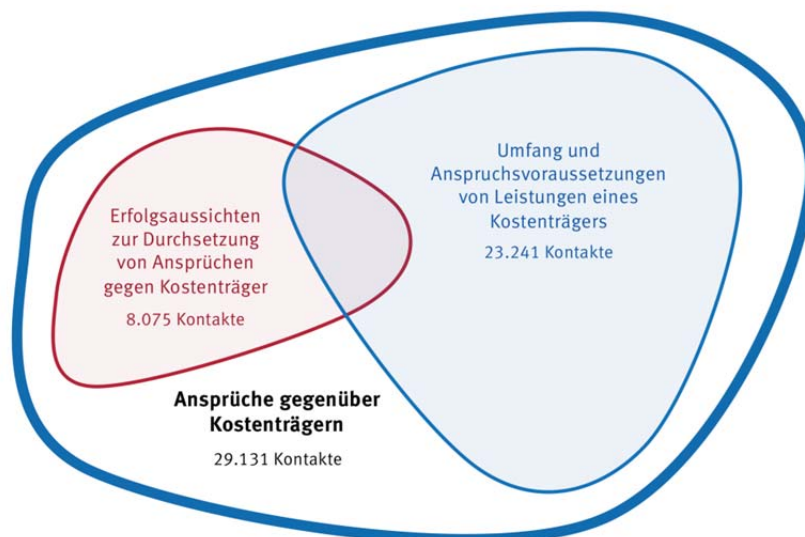 Umfang und
Anspruchsvoraussetzungen
von Leistungen eines
Kostenträgers
23.241 Kontakte
Erfolgsaussichten
zur Durchsetzung
von Ansprüchen
gegen Kostenträger
8.075 Kontakte
Ansprüche gegenüber
Kostenträgern
29.131 Kontakte